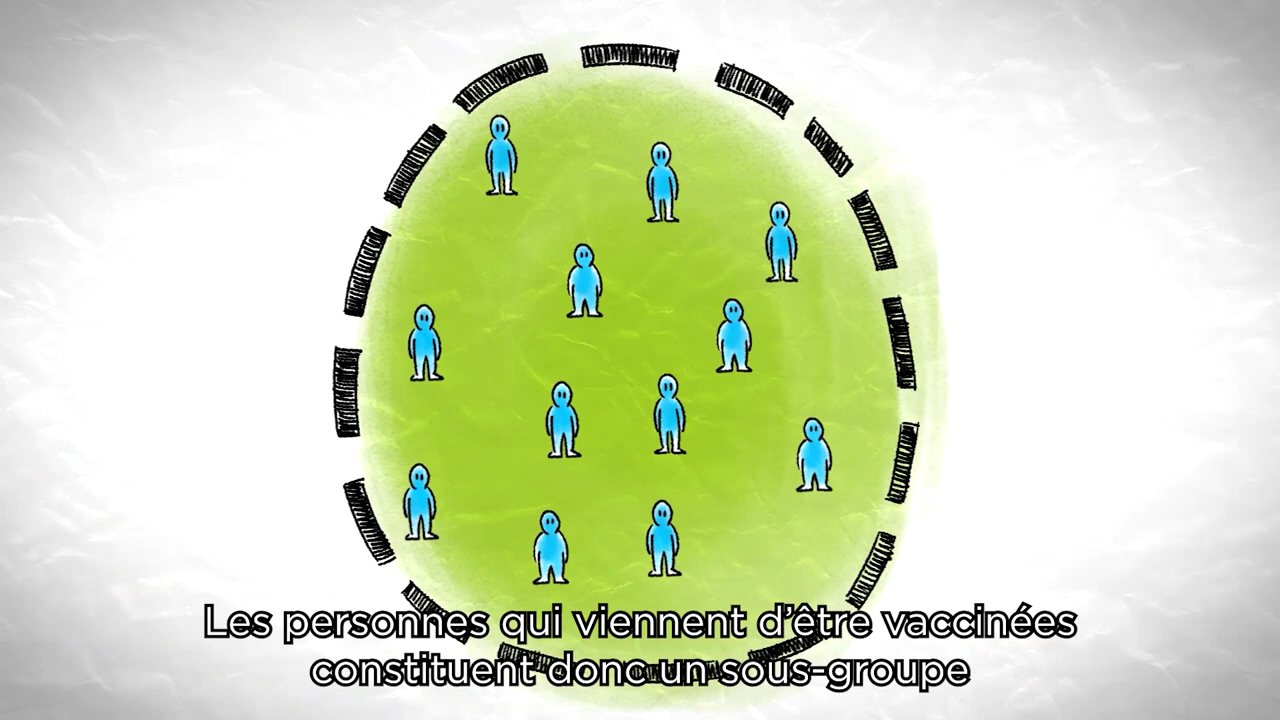 Les personnes qui viennent d'être vaccinées
constituent donc un sous-groupe